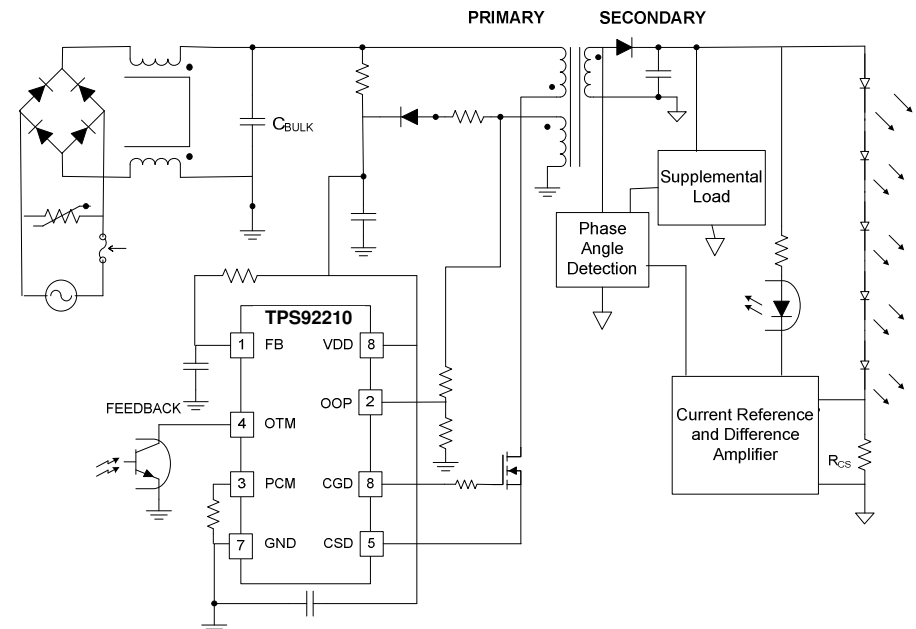 PRIMARY SECONDARY
CBULK
Supplemental
Load
Phase
Angle
Detection
TPS92210
1 FB VDD 8
FEEDBACK
OOP 2
4 OTM
Current Reference
and Difference
Amplifier
RCS
3 PCM CGD 8
7 GND CSD 5